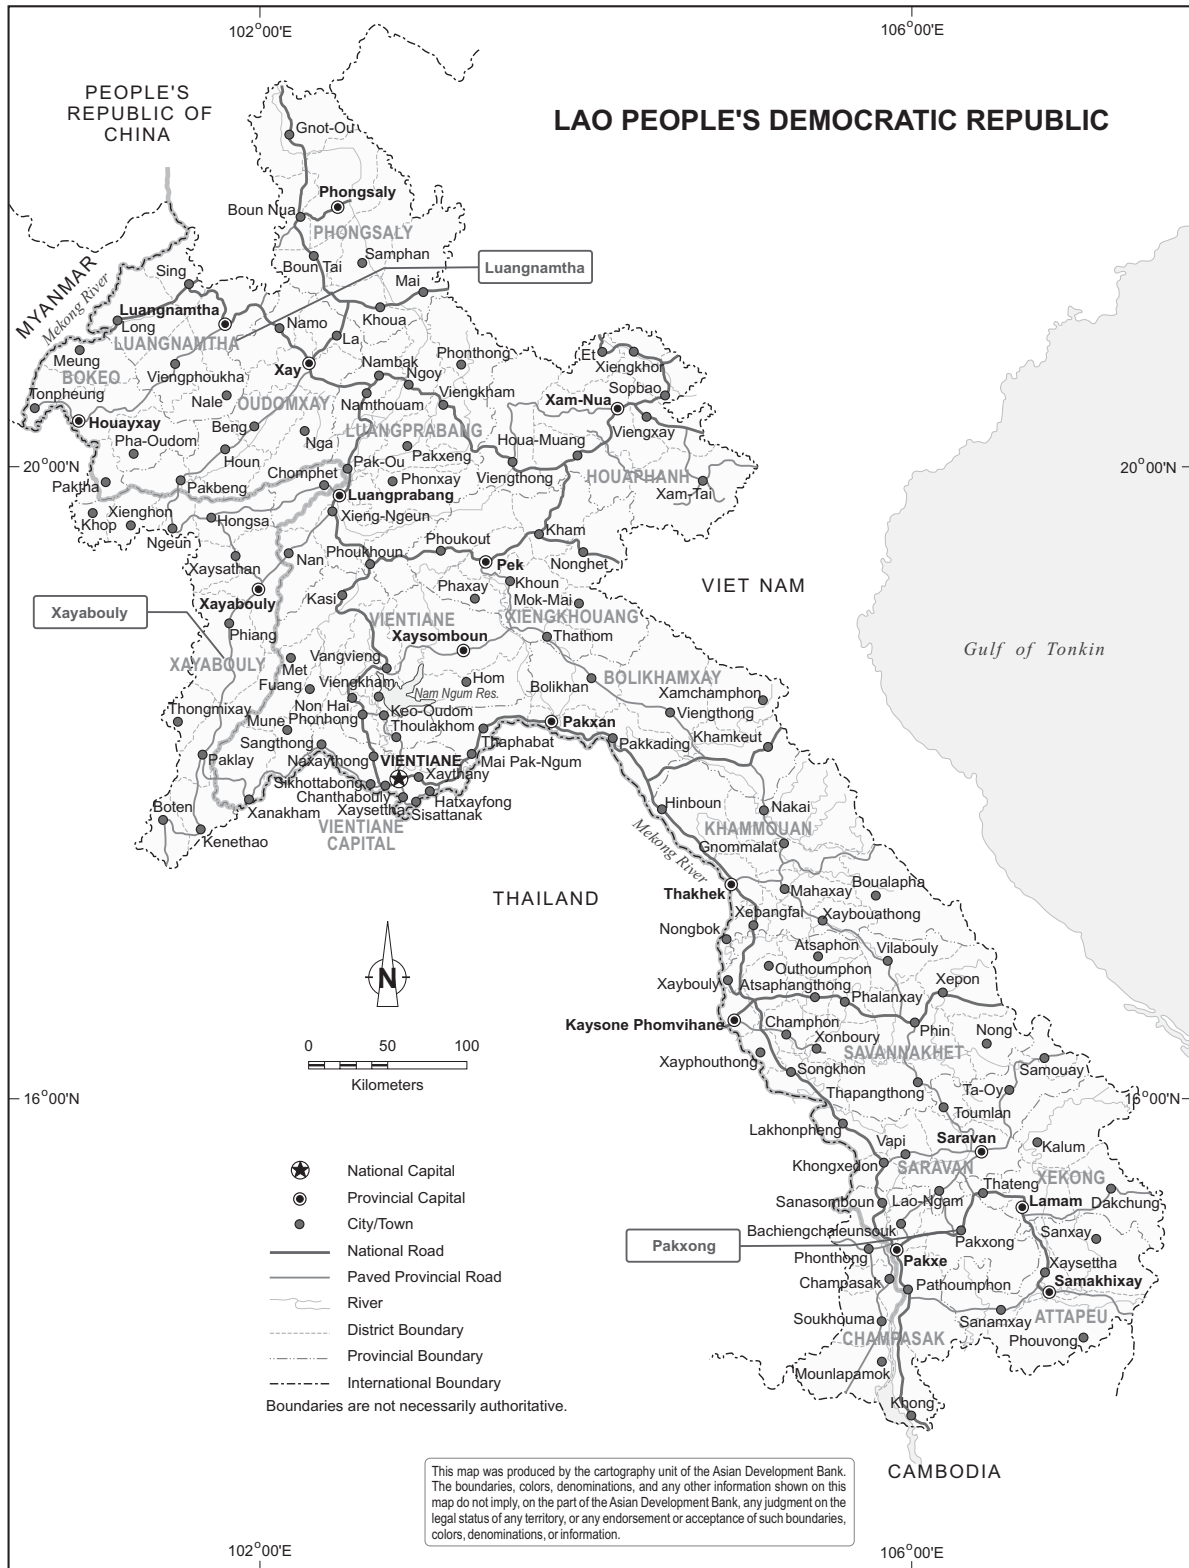 102°00'E
106°00'E
PEOPLE'S
REPUBLIC OF
CHINA
LAO PEOPLE'S DEMOCRATIC REPUBLIC
Gnot-Ou
Phongsaly
Boun Nua
PHONGSALY
Samphan
Boun Tai
Luangnamtha
MYANMAR
Mekong River
Sing
Mai
Luangnamtha
Long
Namo
Khoua
LUANGNAMTHA
La
Meung
Viengphoukha
Xay
Nambak
Phonthong
Ngoy
Et
Xiengkhor
BOKEO
Tonpheung
Nale
OUDOMXAY
Namthouam
Viengkham
Sopbao
Xam-Nua
Houayxay
Beng
Nga
LUANGPRABANG
Viengxay
Pha-Oudom
Houn
Pakxeng
Houa-Muang
20°00'N
20°00'N
Chomphet
Pak-Ou
Phonxay
Viengthong
HOUAPHANH
Paktha
Pakbeng
Luangprabang
Xam-Tai
Khop
Xienghon
Hongsa
Xieng-Ngeun
Ngeun
Kham
Nan
Phoukhoun
Phoukout
Xaysathan
Pek
Nonghet
Khoun
VIET NAM
Xayabouly
Xayabouly
Kasi
Phaxay
Mok-Mai
Phiang
VIENTIANE
XIENGKHOUANG
Xaysomboun
Thathom
Gulf of Tonkin
XAYABOULY
Met
Vangvieng
Fuang
Viengkham
Hom
Nam Ngum Res.
Bolikhan
BOLIKHAMXAY
Xamchamphon
Thongmixay
Non Hai
Mune
Phonhong
Keo-Oudom
Thoulakhom
Pakxan
Viengthong
Sangthong
Thaphabat
Pakkading
Khamkeut
Paklay
Naxaythong
VIENTIANE
Mai Pak-Ngum
Sikhottabong
Xaythany
Chanthabouly
Hatxayfong
Boten
Xanakham
Xaysettha
Sisattanak
Hinboun
Nakai
Kenethao
VIENTIANE
CAPITAL
KHAMMOUAN
Gnommalat
Mekong River
THAILAND
Thakhek
Mahaxay
Boualapha
Xebangfai
Xaybouathong
Nongbok
Atsaphon
Vilabouly
N
Outhoumphon
Xaybouly
Atsaphangthong
Xepon
Phalanxay
Kaysone Phomvihane
Champhon
Phin
Nong
Xonboury
SAVANNAKHET
0
50
100
Kilometers
Xayphouthong
Songkhon
Samouay
Thapangthong
Ta-Oy
16°00'N
16°00'N
Toumlan
Lakhonpheng
Saravan
Vapi
Kalum
Khongxedon
SARAVAN
XEKONG
Thateng
Sanasomboun
Lao-Ngam
Lamam
Dakchung
Bachiengchaleunsouk
Sanxay
Pakxong
Pakxong
Phonthong
Pakxe
Xaysettha
Champasak
Pathoumphon
Samakhixay
Soukhouma
Sanamxay
ATTAPEU
CHAMPASAK
Phouvong
Mounlapamok
Khong
National Capital
Provincial Capital
City/Town
National Road
Paved Provincial Road
River
District Boundary
Provincial Boundary
International Boundary
Boundaries are not necessarily authoritative.
CAMBODIA
This map was produced by the cartography unit of the Asian Development Bank.
The boundaries, colors, denominations, and any other information shown on this
map do not imply, on the part of the Asian Development Bank, any judgment on the
legal status of any territory, or any endorsement or acceptance of such boundaries,
colors, denominations, or information.
102°00'E
106°00'E